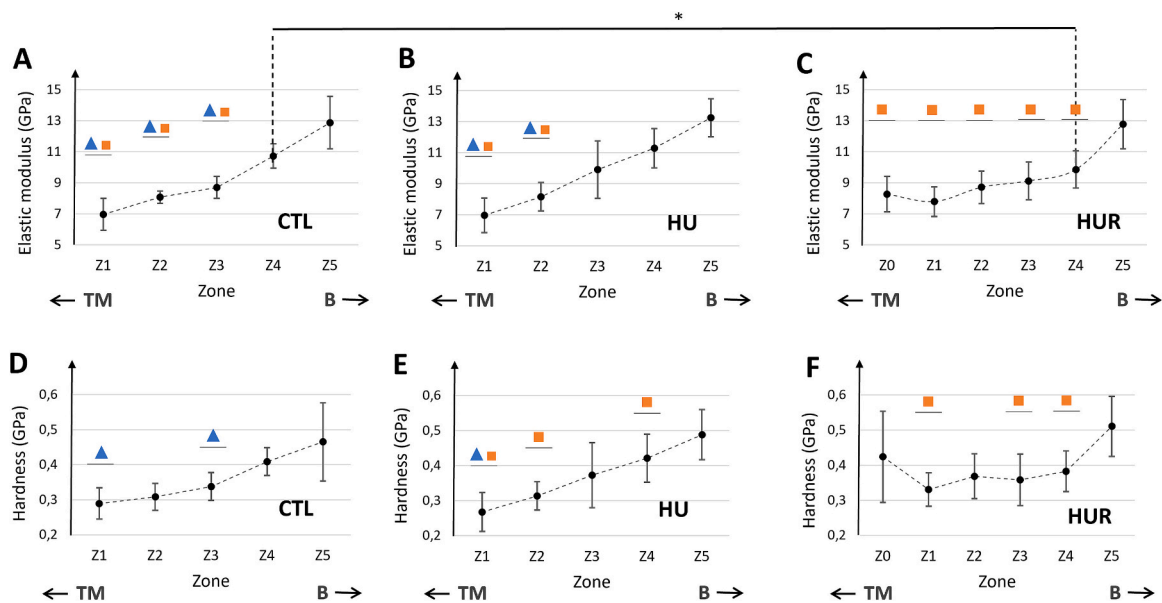 *
A
Elastic modulus (GPa)
15
13
11
9
7
5
CTL
Z1 Z2 Z3 Z4 Z5
Zone
← TM B →
B
Elastic modulus (GPa)
15
13
11
9
7
5
HU
Z1 Z2 Z3 Z4 Z5
Zone
← TM B →
C
Elastic modulus (GPa)
15
13
11
9
7
5
HUR
Z0 Z1 Z2 Z3 Z4 Z5
Zone
← TM B →
D
Hardness (GPa)
0,6
0,5
0,4
0,3
0,2
CTL
Z1 Z2 Z3 Z4 Z5
Zone
← TM B →
E
Hardness (GPa)
0,6
0,5
0,4
0,3
0,2
HU
Z1 Z2 Z3 Z4 Z5
Zone
← TM B →
F
Hardness (GPa)
0,6
0,5
0,4
0,3
0,2
HUR
Z0 Z1 Z2 Z3 Z4 Z5
Zone
← TM B →